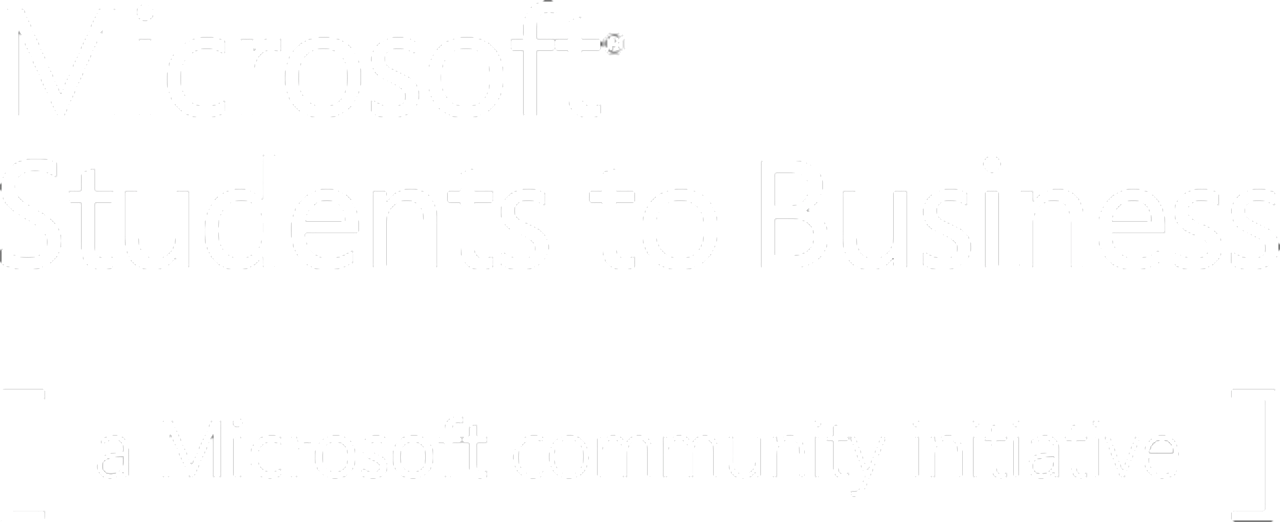 Microsoft®
Students to Business
[ a Microsoft community initiative ]